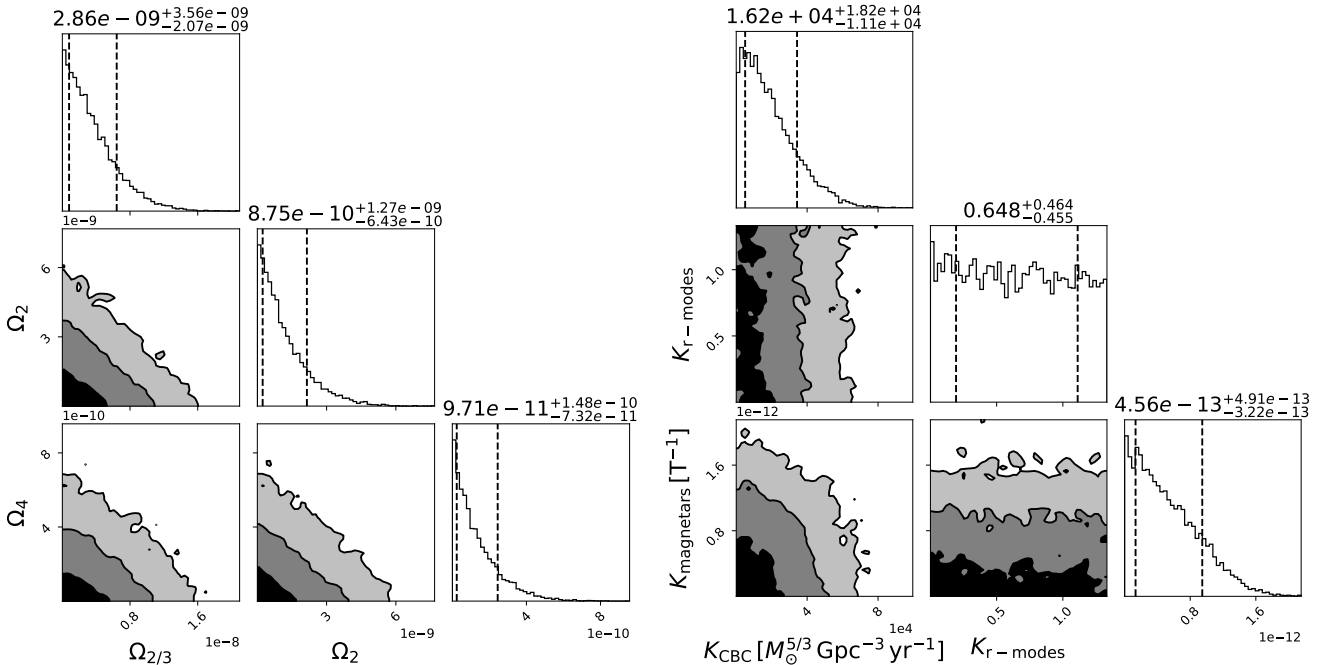 2.86e − 09+3.56e−09−2.07e−09
1.62e + 04+1.82e+04−1.11e+04
1e−9
8.75e − 10+1.27e−09−6.43e−10
0.648+0.464−0.455
Ω2
6
3
Kr−modes
1.0
0.5
1e−10
9.71e − 11+1.48e−10−7.32e−11
1e−12
4.56e − 13+4.91e−13−3.22e−13
Ω4
8
4
Kmagnetars [T−1]
1.6
0.8
0.8
1.6
1e−8
Ω2/3
3
6
1e−9
Ω2
4
8
1e−10
4
8
1e4
KCBC [M⊙5/3 Gpc−3 yr−1]
0.5
1.0
Kr−modes
0.8
1.6
1e−12